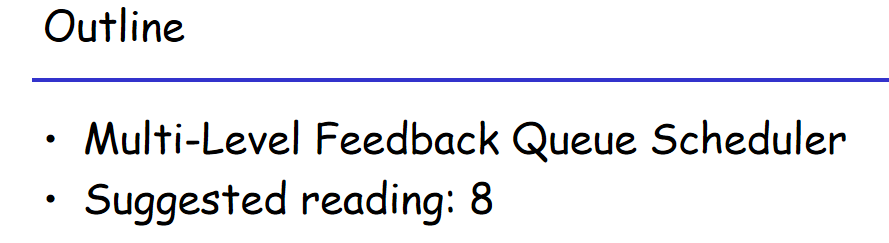 Outline
• Multi-Level Feedback Queue Scheduler
• Suggested reading: 8